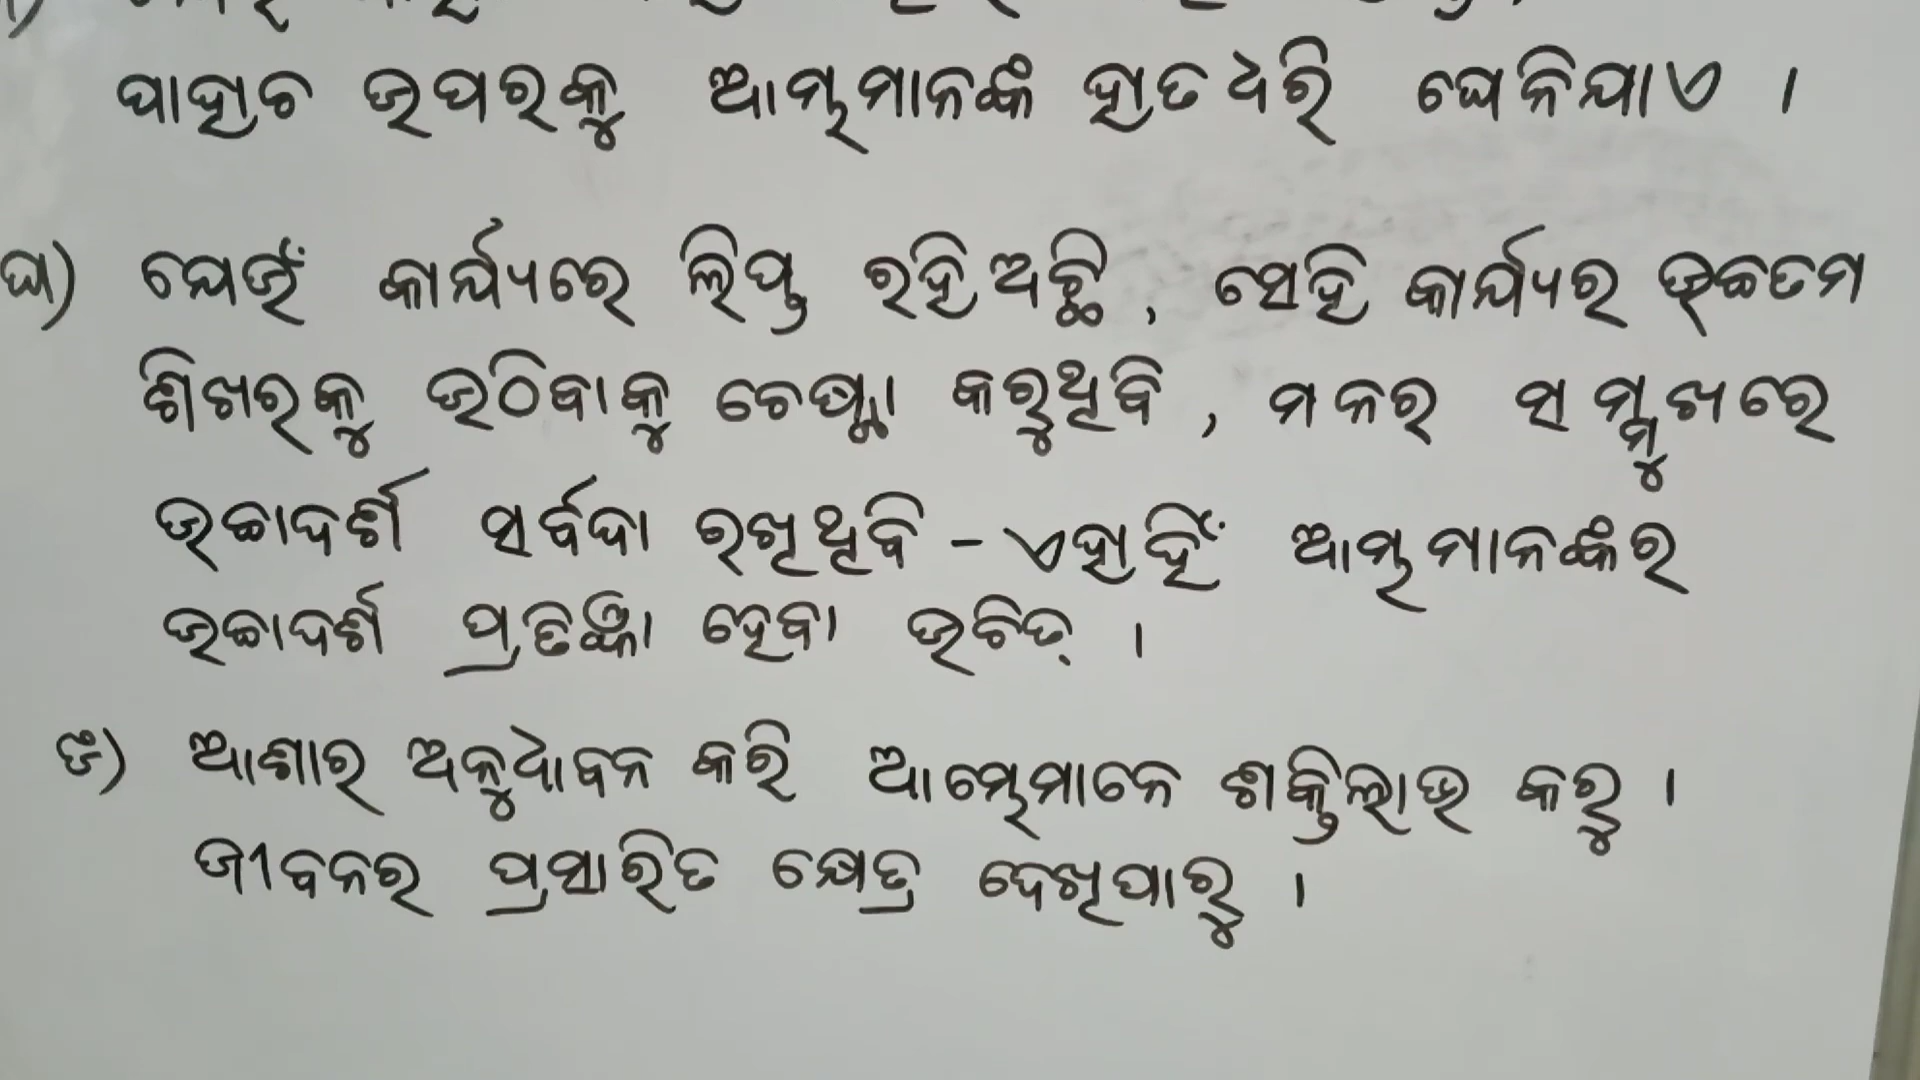 ପାହାଚ ଉପରକୁ ଆମ୍ଭମାନଙ୍କ ହାତ ଧରି ଘେନିଯାଏ ।
ଘ) ଯେଉଁ କାର୍ଯ୍ୟରେ ଲିପ୍ତ ରହିଅଛି, ସେହି କାର୍ଯ୍ୟର ଉଚ୍ଚତମ
ଶିଖରକୁ ଉଠିବାକୁ ଚେଷ୍ଟା କରୁଥିବି, ମନର ସମ୍ମୁଖରେ
ଉଚ୍ଚାଦର୍ଶ ସର୍ବଦା ରଖିଥିବି - ଏହା ହିଁ ଆମ୍ଭମାନଙ୍କର
ଉଚ୍ଚାଦର୍ଶ ପ୍ରତିଜ୍ଞା ହେବା ଉଚିତ୍ ।
ଙ) ଆଶାର ଅନୁଧାବନ କରି ଆମ୍ଭେମାନେ ଶକ୍ତିଲାଭ କରୁ ।
ଜୀବନର ପ୍ରସାରିତ କ୍ଷେତ୍ର ଦେଖିପାରୁ ।